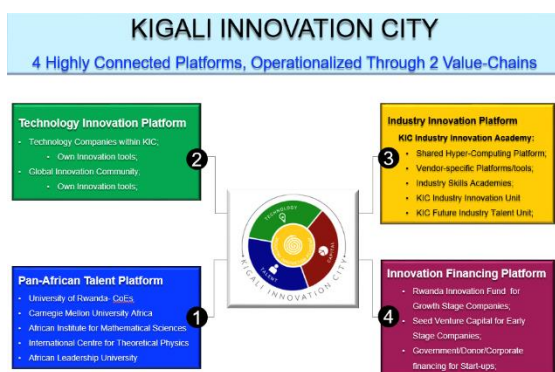 KIGALI INNOVATION CITY
4 Highly Connected Platforms, Operationalized Through 2 Value-Chains
Technology Innovation Platform
• Technology Companies within KIC;
• Own Innovation tools;
• Global Innovation Community;
• Own Innovation tools;
2
Industry Innovation Platform
KIC Industry Innovation Academy:
• Shared Hyper-Computing Platform;
• Vendor-specific Platforms/tools;
• Industry Skills Academies;
• KIC Industry Innovation Unit
• KIC Future Industry Talent Unit;
3
TECHNOLOGY
CAPITAL
TALENT
KIGALI INNOVATION CITY
Pan-African Talent Platform
• University of Rwanda- CoEs
• Carnegie Mellon University Africa
• African Institute for Mathematical Sciences
• International Centre for Theoretical Physics
• African Leadership University
1
Innovation Financing Platform
• Rwanda Innovation Fund for
Growth Stage Companies;
• Seed Venture Capital for Early
Stage Companies;
• Government/Donor/Corporate
financing for Start-ups;
4